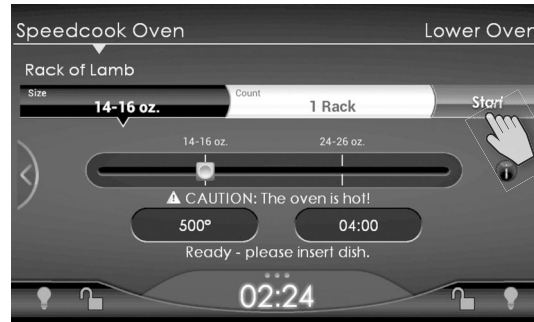 Speedcook Oven Lower Oven
Rack of Lamb
Size Count
14-16 oz. 1 Rack Start
14-16 oz. 24-26 oz.
CAUTION: The oven is hot!
500° 04:00
Ready - please insert dish.
02:24